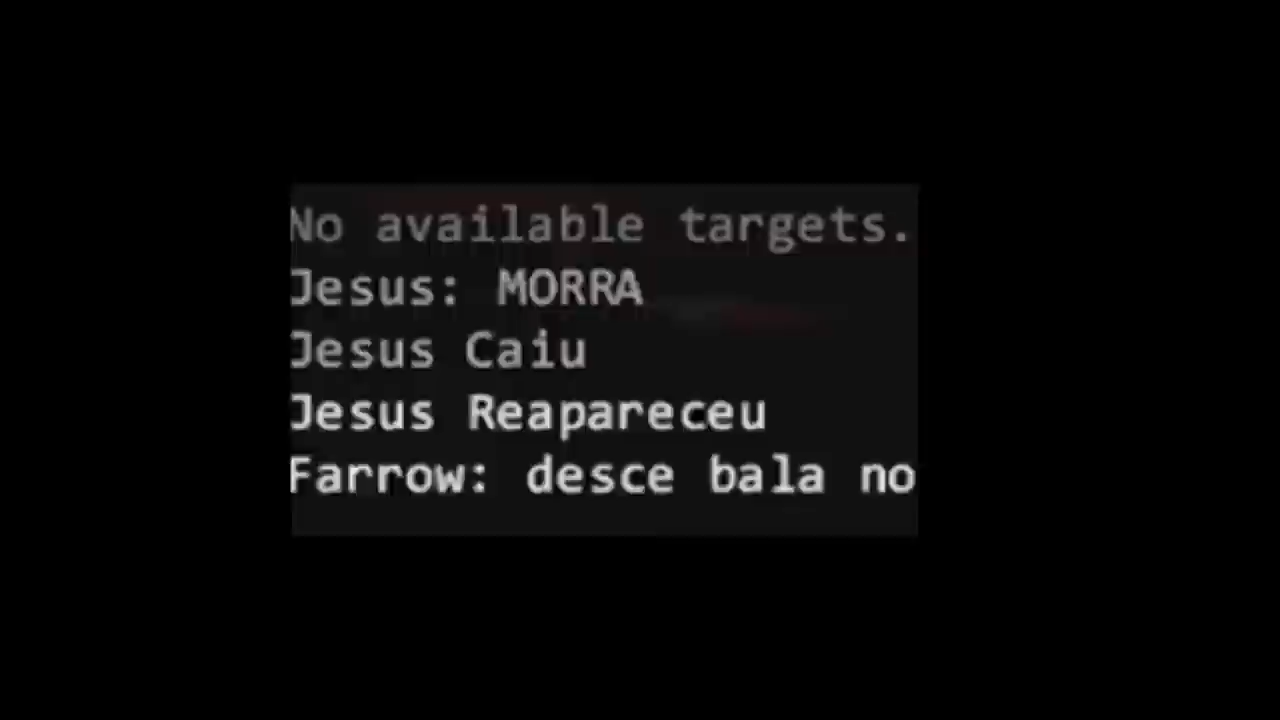 No available targets.
Jesus: MORRA
Jesus Caiu
Jesus Reapareceu
Farrow: desce bala no